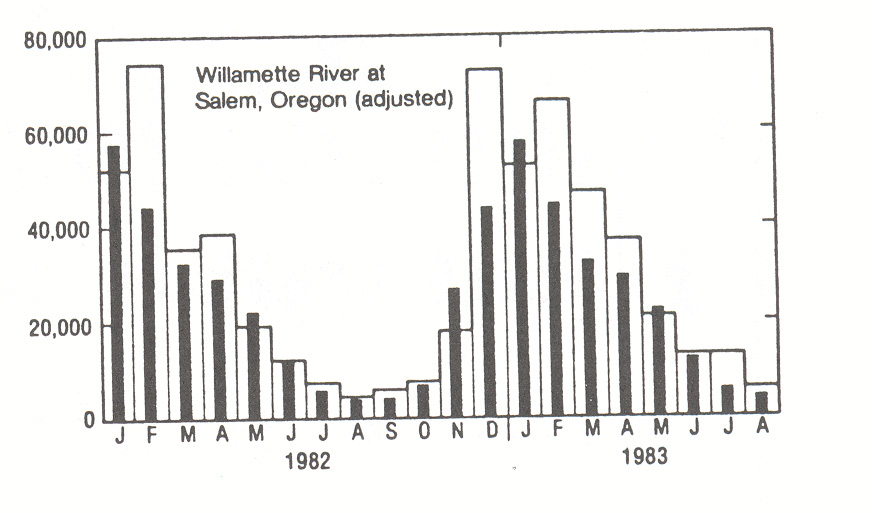 80,000
Willamette River at
Salem, Oregon (adjusted)
60,000
40,000
20,000
0
J F M A M J J A S O N D J F M A M J J A
1982 1983